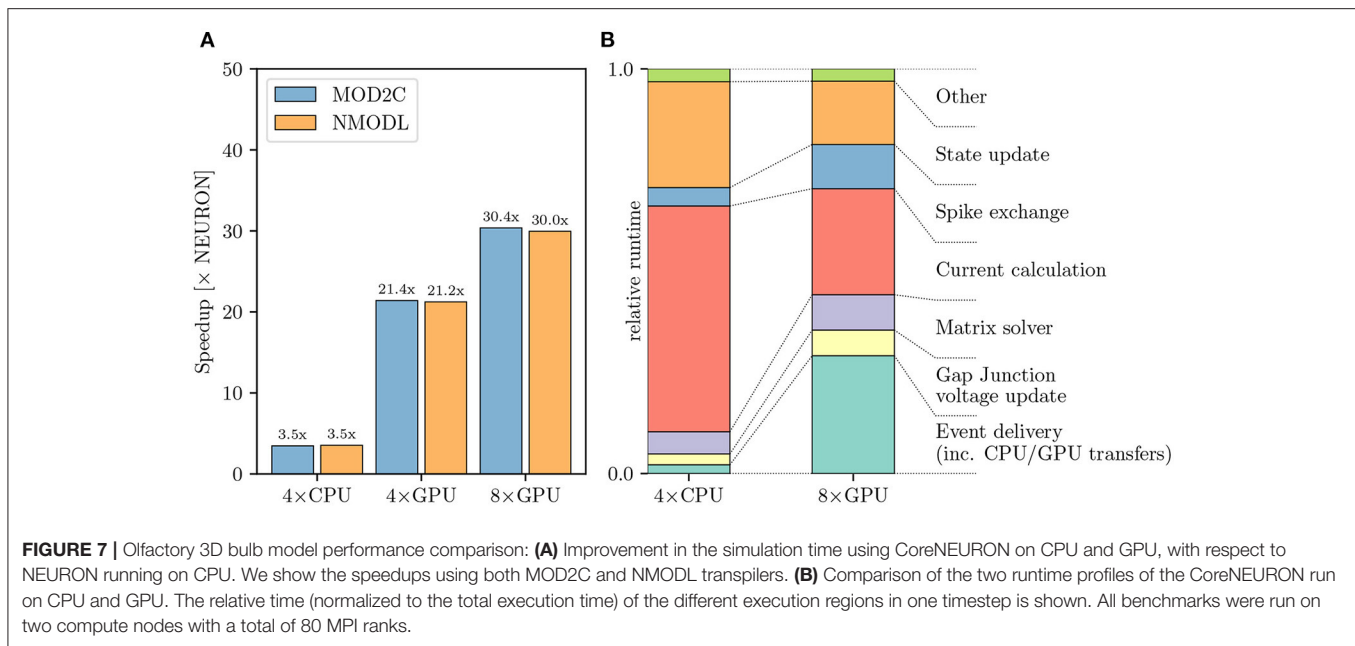 A
50
40
30
20
10
0
Speedup [× NEURON]
MOD2C
NMODL
3.5x 3.5x
21.4x 21.2x
30.4x 30.0x
4×CPU 4×GPU 8×GPU
B
1.0
0.0
relative runtime
4×CPU 8×GPU
Other
State update
Spike exchange
Current calculation
Matrix solver
Gap Junction
voltage update
Event delivery
(inc. CPU/GPU transfers)
FIGURE 7 | Olfactory 3D bulb model performance comparison: (A) Improvement in the simulation time using CoreNEURON on CPU and GPU, with respect to
NEURON running on CPU. We show the speedups using both MOD2C and NMODL transpilers. (B) Comparison of the two runtime profiles of the CoreNEURON run
on CPU and GPU. The relative time (normalized to the total execution time) of the different execution regions in one timestep is shown. All benchmarks were run on
two compute nodes with a total of 80 MPI ranks.